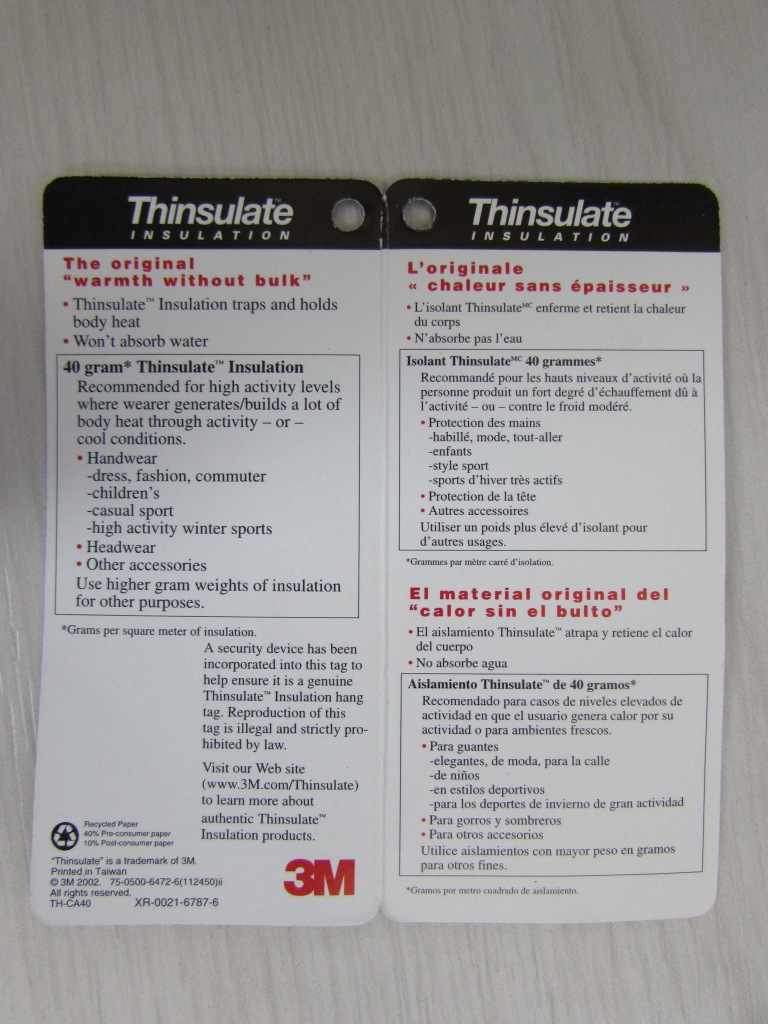 Thinsulate™
INSULATION
The original
“warmth without bulk”
• Thinsulate™ Insulation traps and holds
body heat
• Won’t absorb water
40 gram* Thinsulate™ Insulation
Recommended for high activity levels
where wearer generates/builds a lot of
body heat through activity – or –
cool conditions.
• Handwear
-dress, fashion, commuter
-children’s
-casual sport
-high activity winter sports
• Headwear
• Other accessories
Use higher gram weights of insulation
for other purposes.
*Grams per square meter of insulation.
A security device has been
incorporated into this tag to
help ensure it is a genuine
Thinsulate™ Insulation hang
tag. Reproduction of this
tag is illegal and strictly pro-
hibited by law.
Visit our Web site
(www.3M.com/Thinsulate)
to learn more about
authentic Thinsulate™
Insulation products.
Recycled Paper
40% Pre-consumer paper
10% Post-consumer paper
"Thinsulate" is a trademark of 3M.
Printed in Taiwan
© 3M 2002. 75-0500-6472-6(112450)ii
All rights reserved.
TH-CA40 XR-0021-6787-6
3M
Thinsulate™
INSULATION
L’originale
« chaleur sans épaisseur »
• L’isolant Thinsulate MC enferme et retient la chaleur
du corps
• N’absorbe pas l’eau
Isolant Thinsulate MC 40 grammes*
Recommandé pour les hauts niveaux d’activité où la
personne produit un fort degré d’échauffement dû à
l’activité – ou – contre le froid modéré.
• Protection des mains
-habillé, mode, tout-aller
-enfants
-style sport
-sports d’hiver très actifs
• Protection de la tête
• Autres accessoires
Utiliser un poids plus élevé d’isolant pour
d’autres usages.
*Grammes par mètre carré d’isolation.
El material original del
“calor sin el bulto”
• El aislamiento Thinsulate™ atrapa y retiene el calor
del cuerpo
• No absorbe agua
Aislamiento Thinsulate™ de 40 gramos*
Recomendado para casos de niveles elevados de
actividad en que el usuario genera calor por su
actividad o para ambientes frescos.
• Para guantes
-elegantes, de moda, para la calle
-de niños
-en estilos deportivos
-para los deportes de invierno de gran actividad
• Para gorros y sombreros
• Para otros accesorios
Utilice aislamientos con mayor peso en gramos
para otros fines.
*Gramos por metro cuadrado de aislamiento.